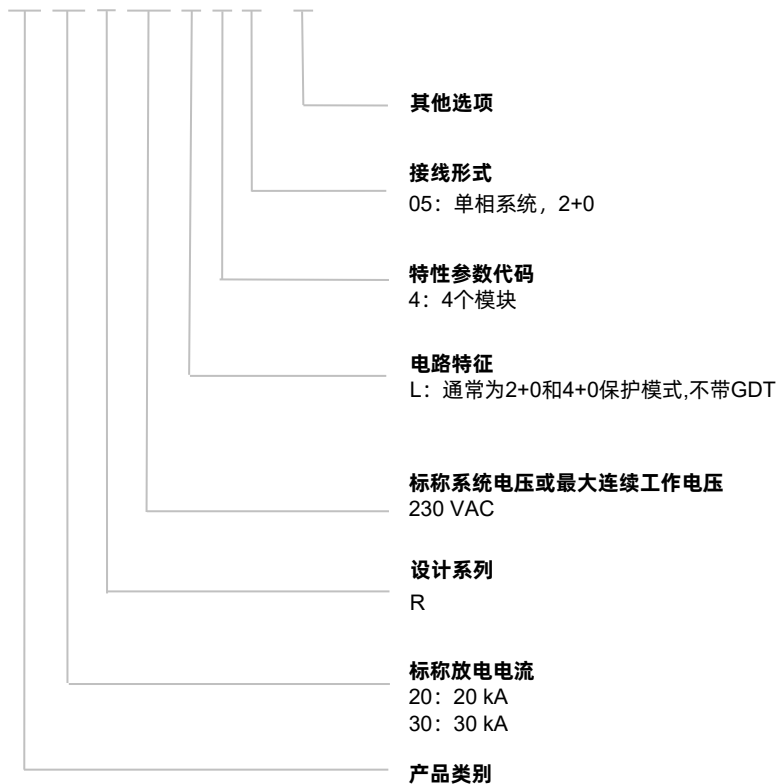 其他选项
接线形式
05：单相系统，2+0
特性参数代码
4：4个模块
电路特征
L：通常为2+0和4+0保护模式,不带GDT
标称系统电压或最大连续工作电压
230 VAC
设计系列
R
标称放电电流
20：20 kA
30：30 kA
产品类别